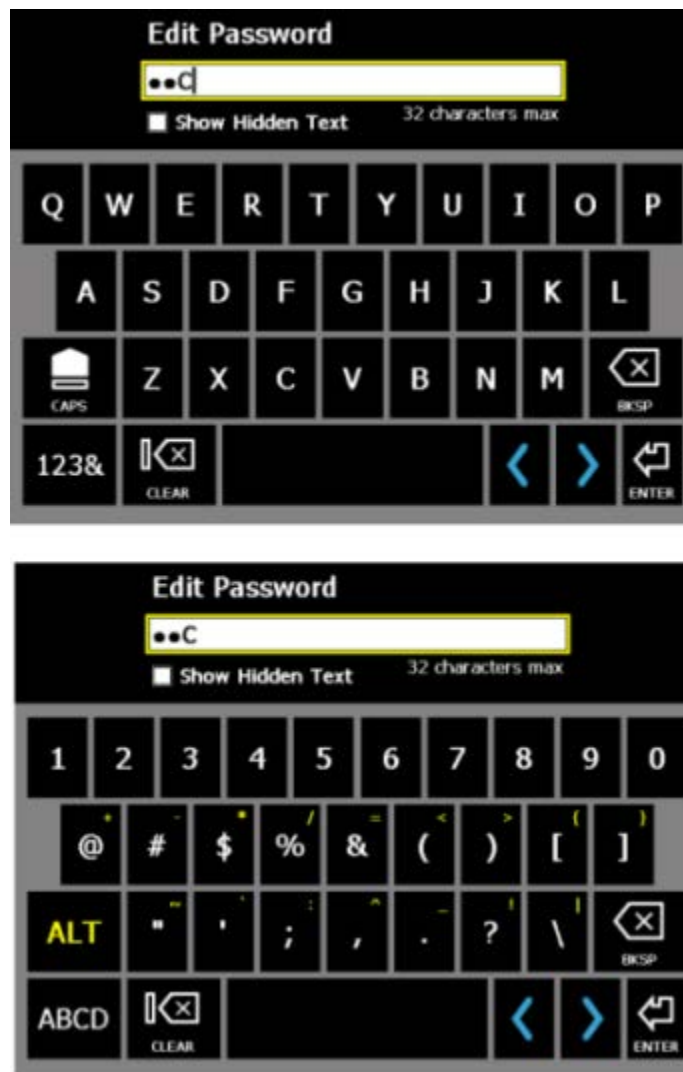 Edit Password
••C
Show Hidden Text 32 characters max
Q W E R T Y U I O P
A S D F G H J K L
CAPS Z X C V B N M BKSP
123& CLEAR ENTER
Edit Password
••C
Show Hidden Text 32 characters max
1 2 3 4 5 6 7 8 9 0
+ - * / = < > { }
@ # $ % & ( ) [ ]
~ ` : ^ _ ! |
ALT " ' ; , . ? \ BKSP
ABCD CLEAR ENTER